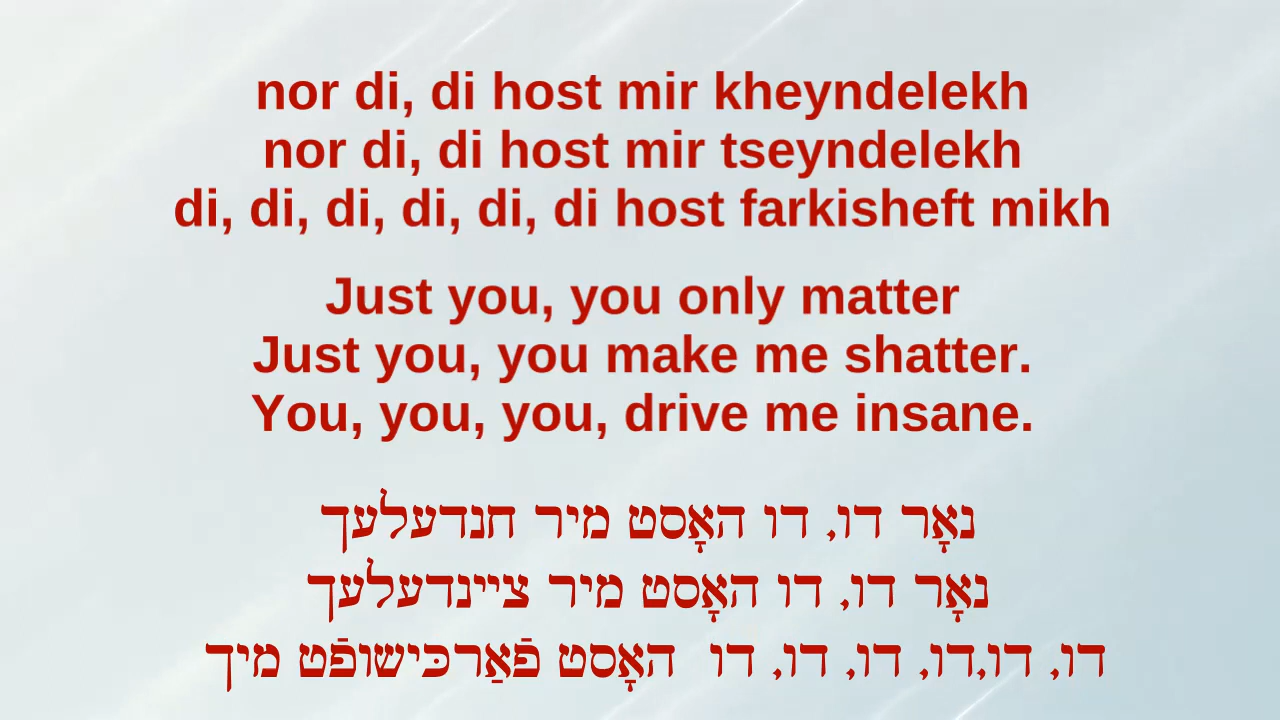 nor di, di host mir kheyndelekh
nor di, di host mir tseyndelekh
di, di, di, di, di, di host farkisheft mikh
Just you, you only matter
Just you, you make me shatter.
You, you, you, drive me insane.
נאָר דו, דו האָסט מיר חנדעלעך
נאָר דו, דו האָסט מיר ציינדעלעך
דו, דו,דו, דו, דו, דו  האָסט פֿאַרכּישופֿט מיך